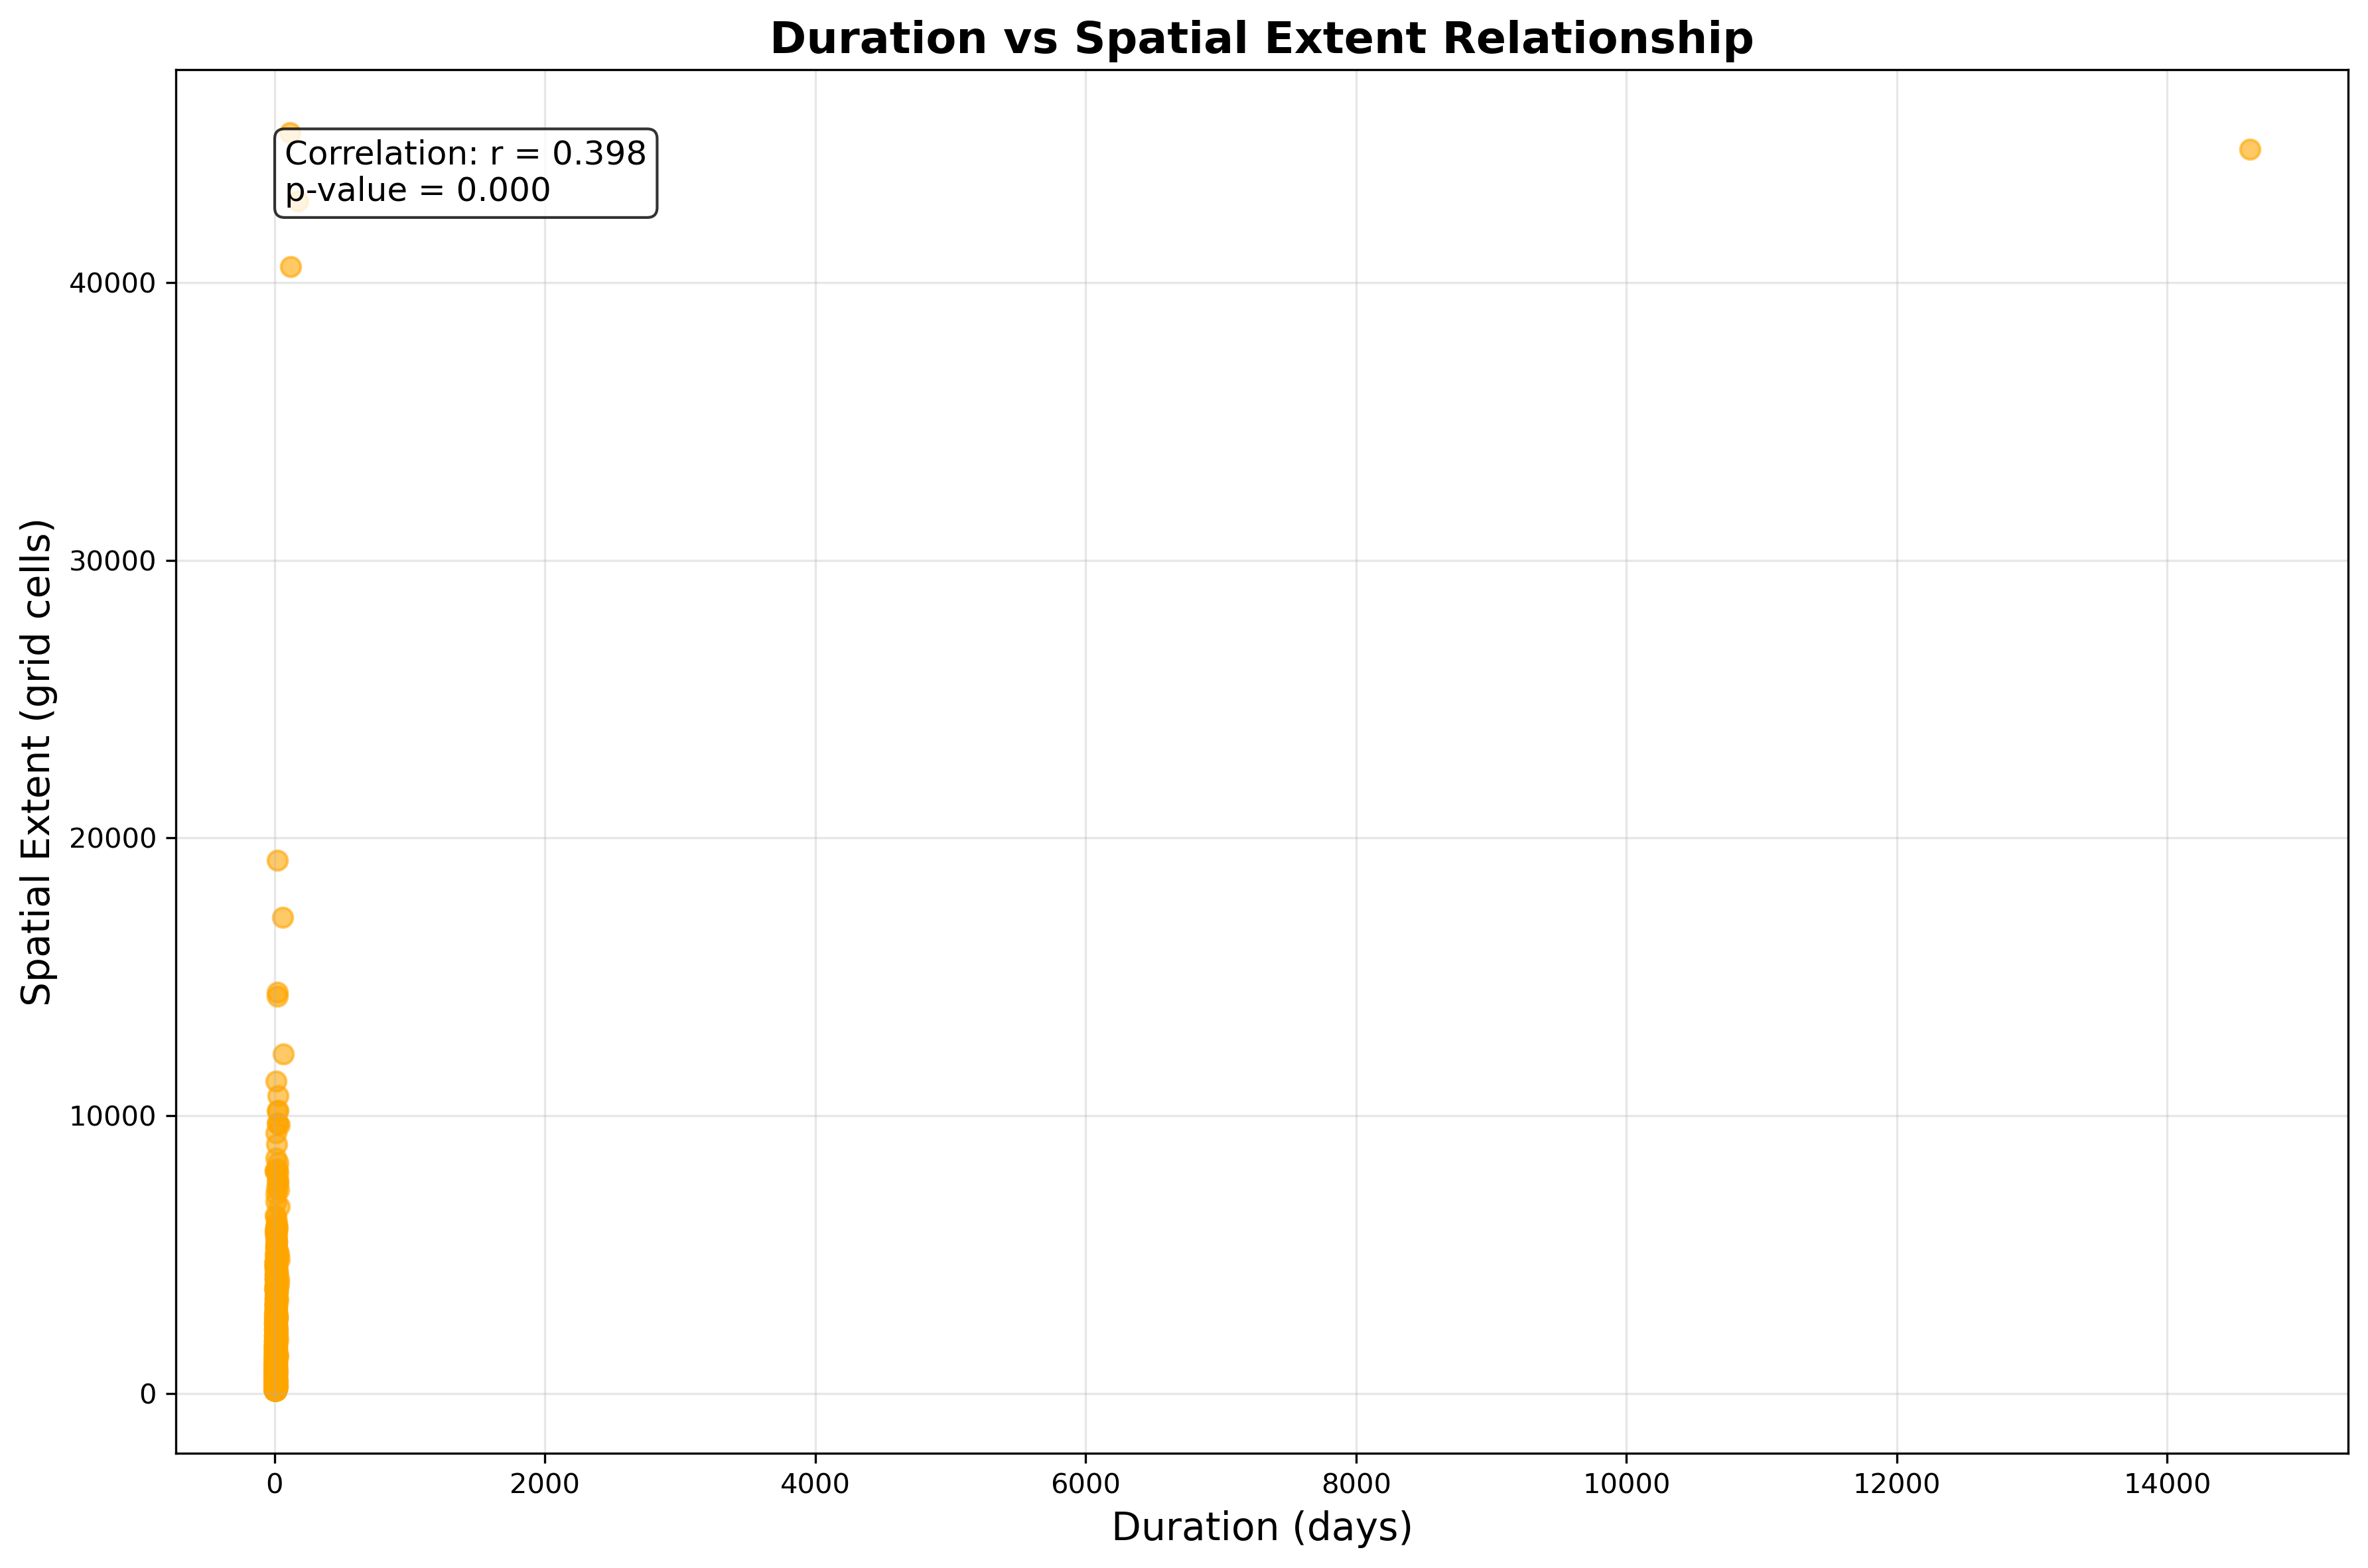 Duration vs Spatial Extent Relationship
Correlation: r = 0.398
p-value = 0.000
Spatial Extent (grid cells)
40000
30000
20000
10000
0
0 2000 4000 6000 8000 10000 12000 14000
Duration (days)